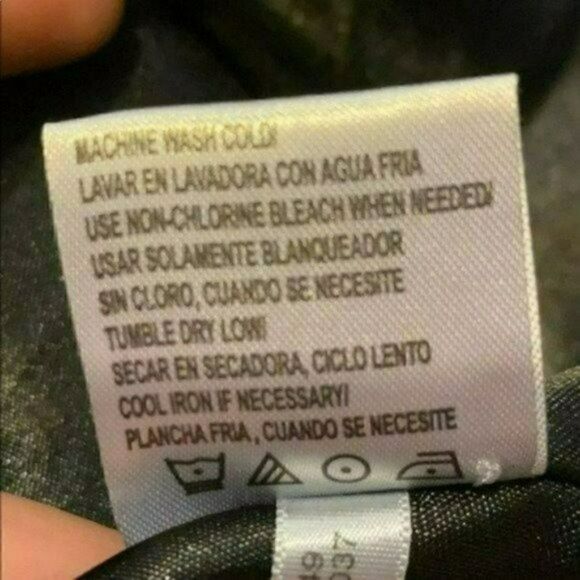 MACHINE WASH COLD/
LAVAR EN LAVADORA CON AGUA FRIA
USE NON-CHLORINE BLEACH WHEN NEEDED/
USAR SOLAMENTE BLANQUEADOR
SIN CLORO, CUANDO SE NECESITE
TUMBLE DRY LOW/
SECAR EN SECADORA, CICLO LENTO
COOL IRON IF NECESSARY/
PLANCHA FRIA, CUANDO SE NECESITE
49
037